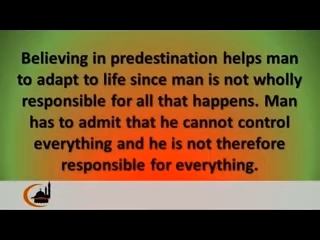 Believing in predestination helps man
to adapt to life since man is not wholly
responsible for all that happens. Man
has to admit that he cannot control
everything and he is not therefore
responsible for everything.